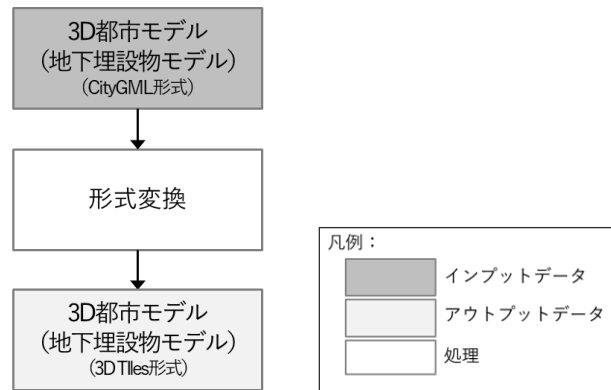 3D都市モデル
（地下埋設物モデル）
（CityGML形式）
形式変換
3D都市モデル
（地下埋設物モデル）
（3D TIles形式）
凡例：
インプットデータ
アウトプットデータ
処理